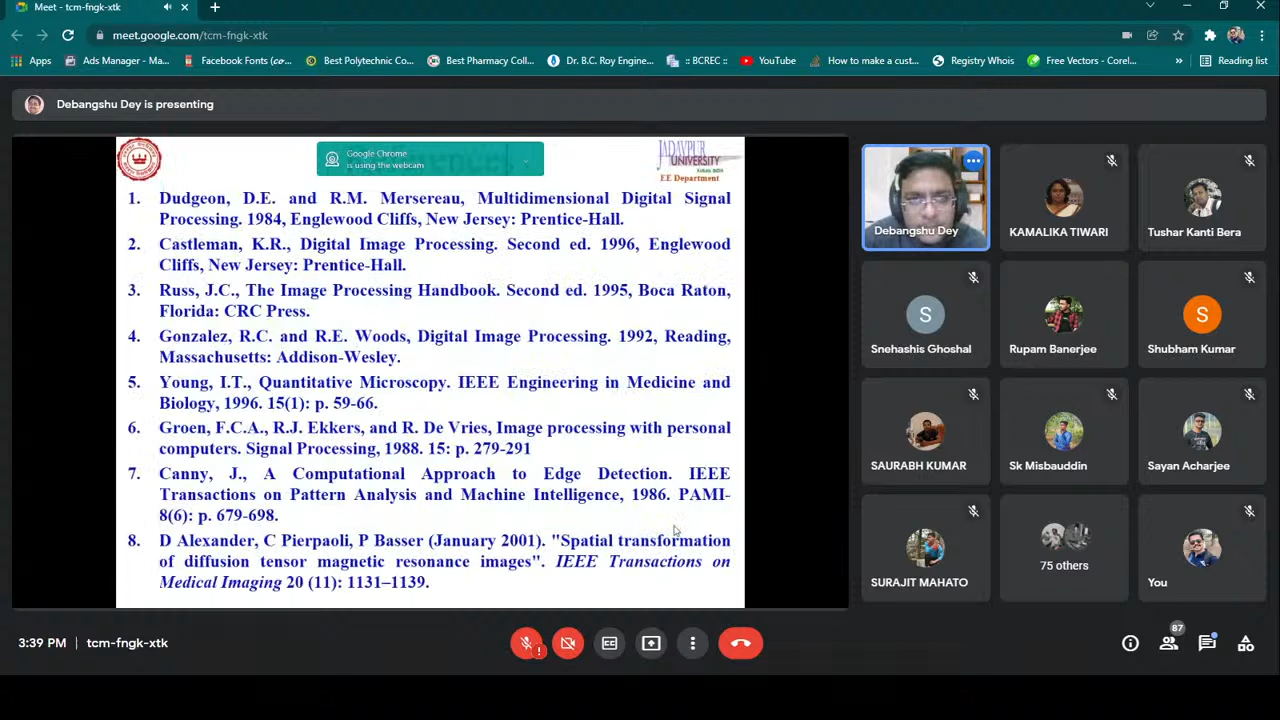 Meet - tcm-fngk-xtk
meet.google.com/tcm-fngk-xtk
Apps
Ads Manager - Ma...
Facebook Fonts (𝓬𝓸...
Best Polytechnic Co...
Best Pharmacy Coll...
Dr. B.C. Roy Engine...
:: BCREC ::
YouTube
How to make a cust...
Registry Whois
Free Vectors - Corel...
»
Reading list
Debangshu Dey is presenting
Google Chrome
is using the webcam
JADAVPUR
UNIVERSITY
Kolkata, INDIA
EE Department
1. Dudgeon, D.E. and R.M. Mersereau, Multidimensional Digital Signal
Processing. 1984, Englewood Cliffs, New Jersey: Prentice-Hall.
2. Castleman, K.R., Digital Image Processing. Second ed. 1996, Englewood
Cliffs, New Jersey: Prentice-Hall.
3. Russ, J.C., The Image Processing Handbook. Second ed. 1995, Boca Raton,
Florida: CRC Press.
4. Gonzalez, R.C. and R.E. Woods, Digital Image Processing. 1992, Reading,
Massachusetts: Addison-Wesley.
5. Young, I.T., Quantitative Microscopy. IEEE Engineering in Medicine and
Biology, 1996. 15(1): p. 59-66.
6. Groen, F.C.A., R.J. Ekkers, and R. De Vries, Image processing with personal
computers. Signal Processing, 1988. 15: p. 279-291
7. Canny, J., A Computational Approach to Edge Detection. IEEE
Transactions on Pattern Analysis and Machine Intelligence, 1986. PAMI-
8(6): p. 679-698.
8. D Alexander, C Pierpaoli, P Basser (January 2001). "Spatial transformation
of diffusion tensor magnetic resonance images". IEEE Transactions on
Medical Imaging 20 (11): 1131–1139.
Debangshu Dey
KAMALIKA TIWARI
Tushar Kanti Bera
S
Snehashis Ghoshal
Rupam Banerjee
S
Shubham Kumar
SAURABH KUMAR
Sk Misbauddin
Sayan Acharjee
SURAJIT MAHATO
75 others
You
3:39 PM | tcm-fngk-xtk
87